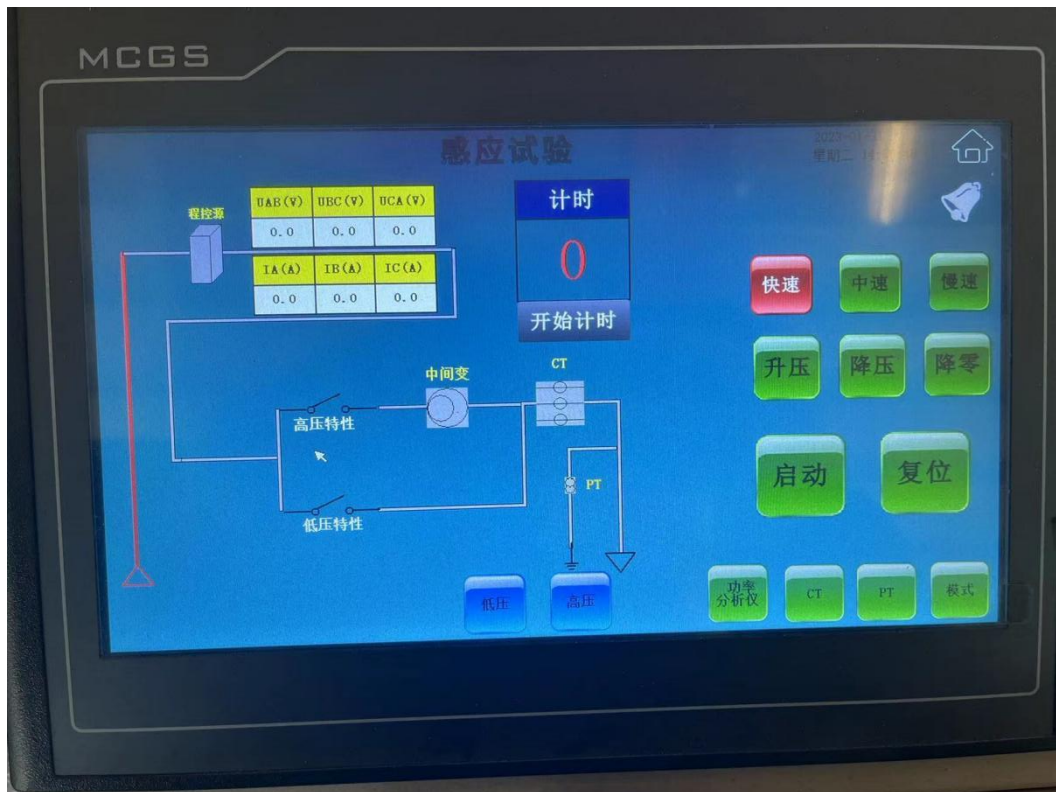 MCGS
感应试验
星期二
程控源
UAB(V) UBC(V) UCA(V)
0.0 0.0 0.0
IA(A) IB(A) IC(A)
0.0 0.0 0.0
计时
0
开始计时
快速 中速 慢速
升压 降压 降零
中间变
CT
高压特性
PT
低压特性
启动 复位
低压 高压
功率
分析仪
CT
PT
模式